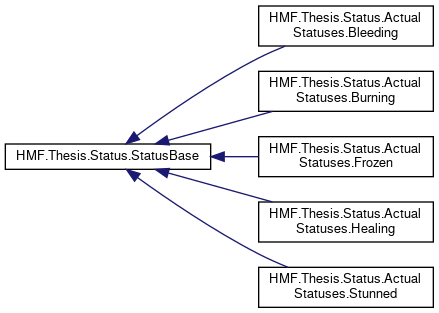 HMF.Thesis.Status.Actual
Statuses.Bleeding
HMF.Thesis.Status.Actual
Statuses.Burning
HMF.Thesis.Status.StatusBase
HMF.Thesis.Status.Actual
Statuses.Frozen
HMF.Thesis.Status.Actual
Statuses.Healing
HMF.Thesis.Status.Actual
Statuses.Stunned